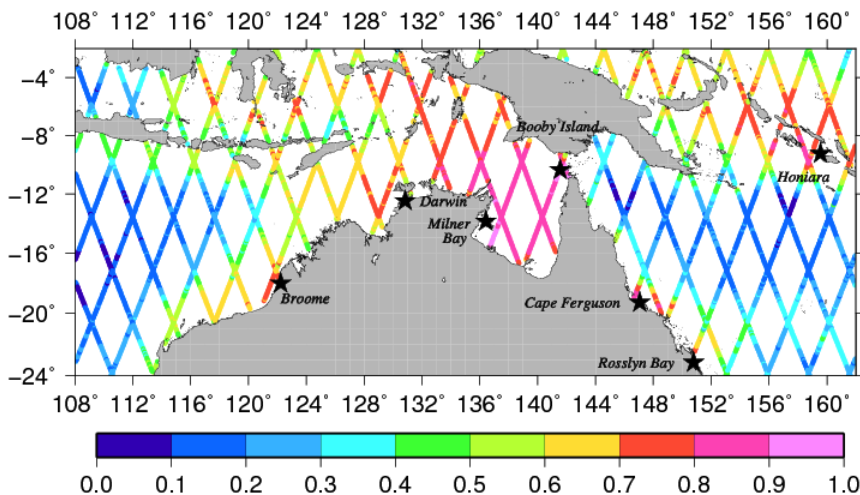 108° 112° 116° 120° 124° 128° 132° 136° 140° 144° 148° 152° 156° 160°
−4°
−8°
Booby Island
Honiara
−12°
Darwin
Milner
Bay
−16°
Broome
Cape Ferguson
−20°
Rosslyn Bay
−24°
108° 112° 116° 120° 124° 128° 132° 136° 140° 144° 148° 152° 156° 160°
0.0 0.1 0.2 0.3 0.4 0.5 0.6 0.7 0.8 0.9 1.0